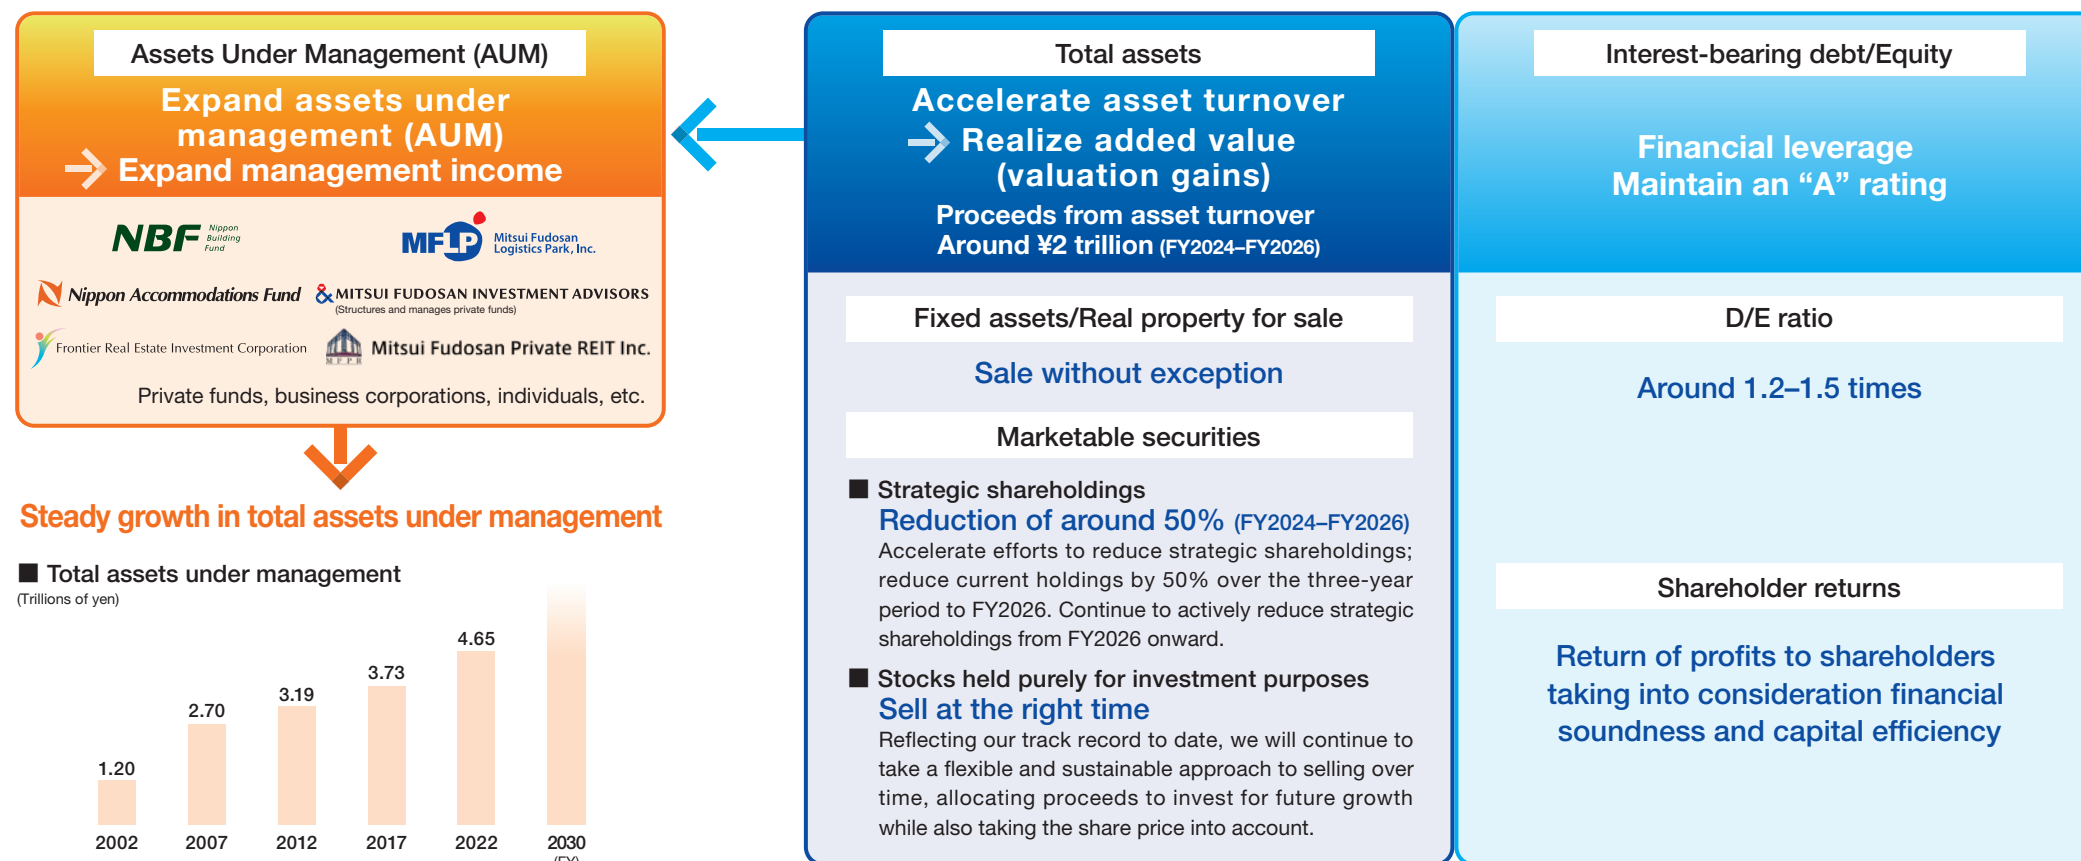 Assets Under Management (AUM)
Expand assets under
management (AUM)
Expand management income
NBF Nippon
Building
Fund
MFLP Mitsui Fudosan
Logistics Park, Inc.
Nippon Accommodations Fund
& MITSUI FUDOSAN INVESTMENT ADVISORS
(Structures and manages private funds)
Frontier Real Estate Investment Corporation
MFPR
Mitsui Fudosan Private REIT Inc.
Private funds, business corporations, individuals, etc.
Steady growth in total assets under management
■ Total assets under management
(Trillions of yen)
1.20
2.70
3.19
3.73
4.65
2002
2007
2012
2017
2022
2030
(FY)
Total assets
Accelerate asset turnover
Realize added value
(valuation gains)
Proceeds from asset turnover
Around ¥2 trillion (FY2024–FY2026)
Fixed assets/Real property for sale
Sale without exception
Marketable securities
■ Strategic shareholdings
Reduction of around 50% (FY2024–FY2026)
Accelerate efforts to reduce strategic shareholdings;
reduce current holdings by 50% over the three-year
period to FY2026. Continue to actively reduce strategic
shareholdings from FY2026 onward.
■ Stocks held purely for investment purposes
Sell at the right time
Reflecting our track record to date, we will continue to
take a flexible and sustainable approach to selling over
time, allocating proceeds to invest for future growth
while also taking the share price into account.
Interest-bearing debt/Equity
Financial leverage
Maintain an “A” rating
D/E ratio
Around 1.2–1.5 times
Shareholder returns
Return of profits to shareholders
taking into consideration financial
soundness and capital efficiency